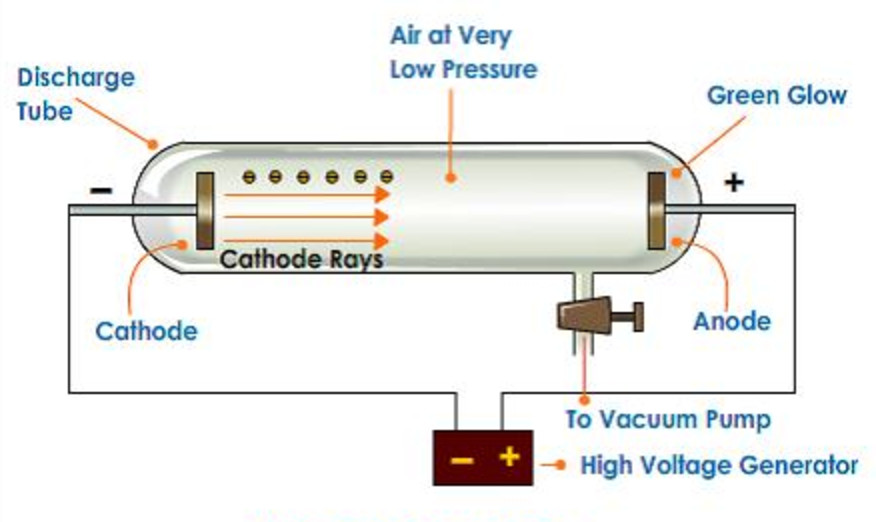 Air at Very
Low Pressure
Discharge
Tube
Green Glow
−
+
Cathode Rays
Cathode
Anode
To Vacuum Pump
− +
High Voltage Generator